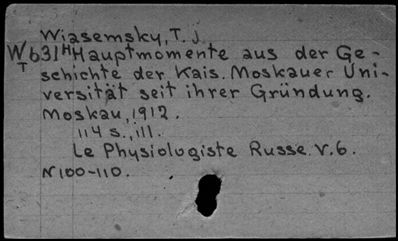 Wiasemsky, T. J.
W631H Hauptmomente aus der Ge-
T schichte der Kais. Moskauer Uni-
versität seit ihrer Gründung.
Moskau, 1912.
114 s., ill.
Le Physiologiste Russe. v. 6.
N 100-110.